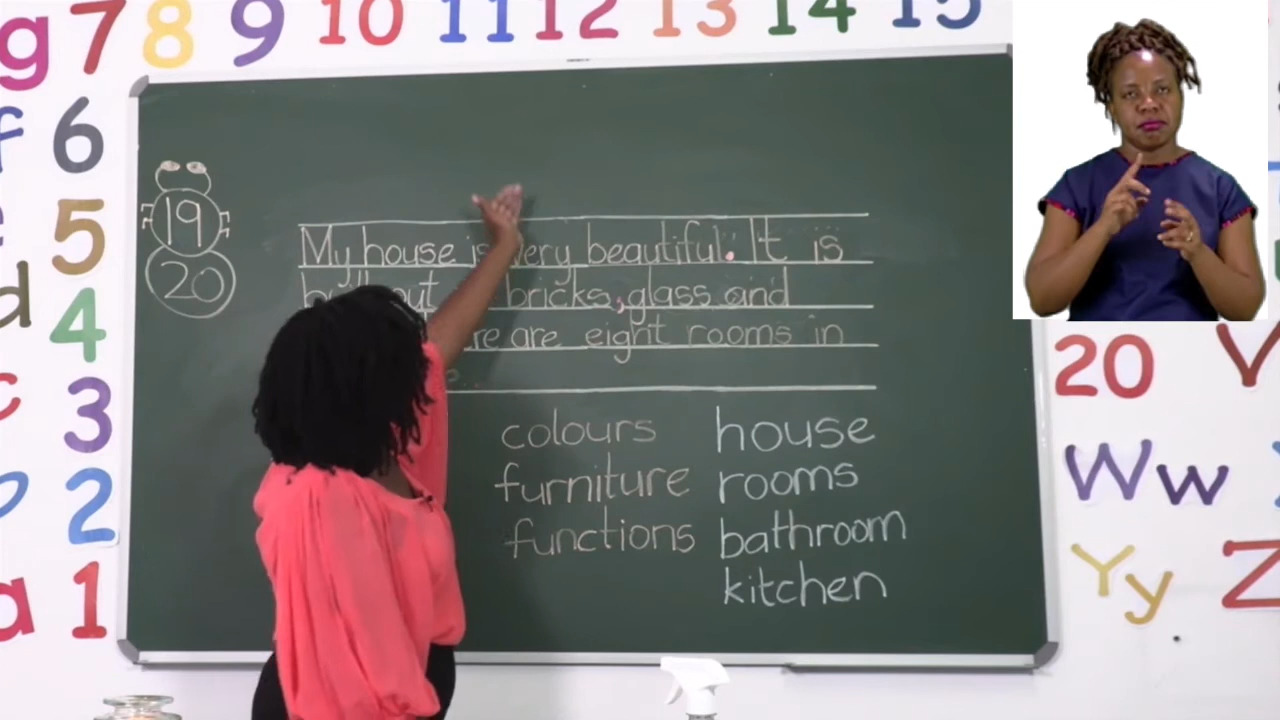 g 7 8 9 10 11 12 13 14 15
f 6
5
d 4
c 3
2
a 1
19
20
My house is very beautiful. It is
out bricks, glass and
are eight rooms in
colours house
furniture rooms
functions bathroom
kitchen
20 V
W w
Y y Z